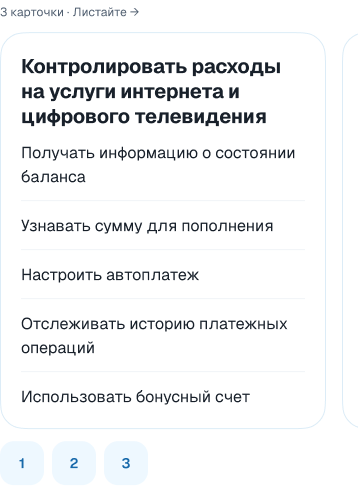 3 карточки · Листайте →
Контролировать расходы
на услуги интернета и
цифрового телевидения
Получать информацию о состоянии
баланса
Узнавать сумму для пополнения
Настроить автоплатеж
Отслеживать историю платежных
операций
Использовать бонусный счет
1 2 3